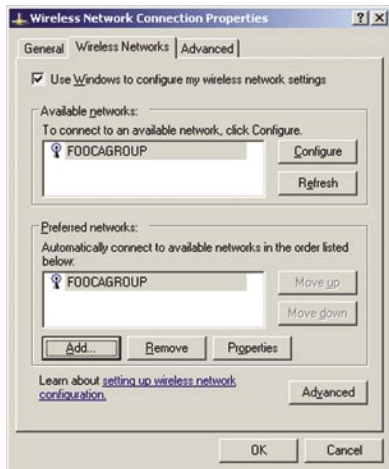 Wireless Network Connection Properties
General Wireless Networks Advanced
Use Windows to configure my wireless network settings
Available networks:
To connect to an available network, click Configure.
FOOCAGROUP
Configure
Refresh
Preferred networks:
Automatically connect to available networks in the order listed
below:
FOOCAGROUP
Move up
Move down
Add... Remove Properties
Learn about setting up wireless network
configuration.
Advanced
OK Cancel